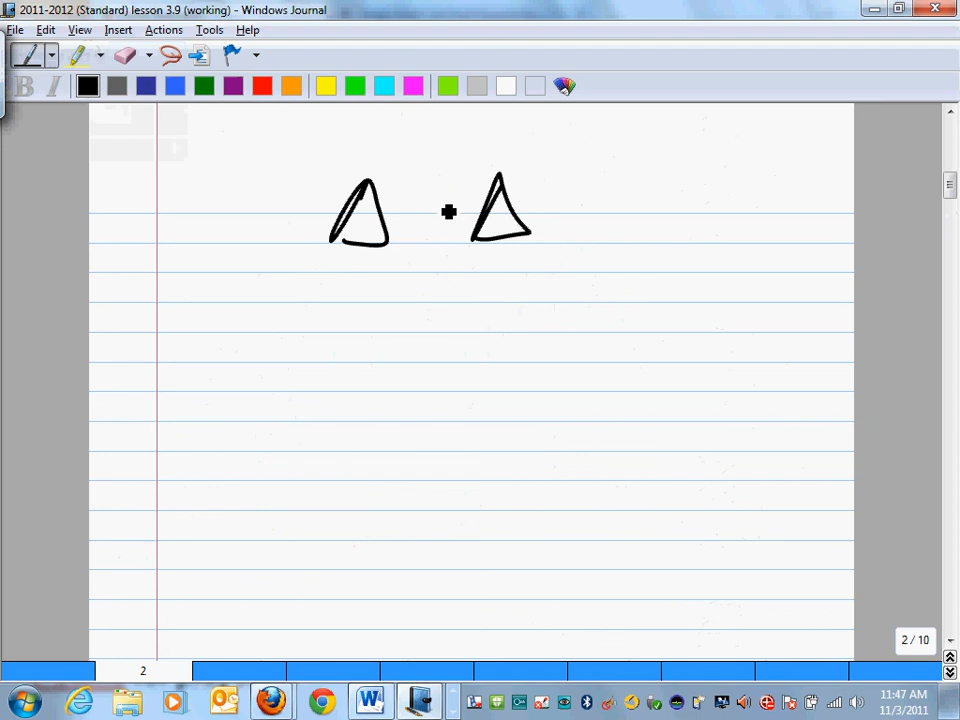 2011-2012 (Standard) lesson 3.9 (working) - Windows Journal
File Edit View Insert Actions Tools Help
B I
2 / 10
2
11:47 AM
11/3/2011